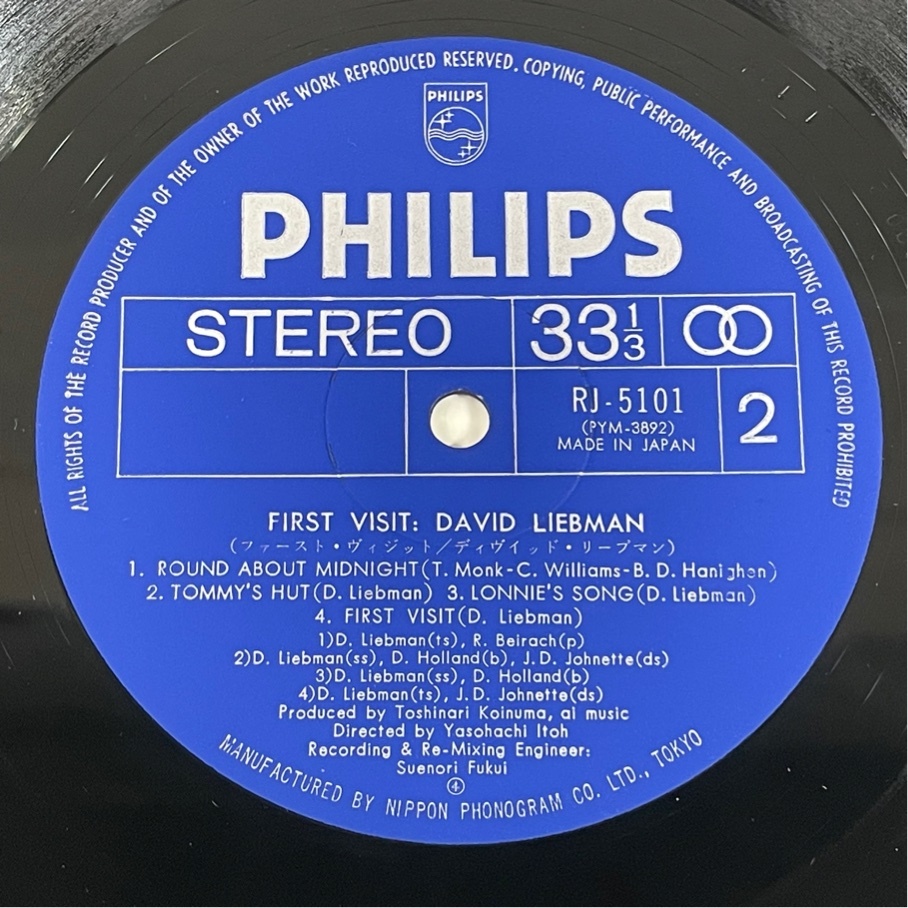 ALL RIGHTS OF THE RECORD PRODUCER AND OF THE OWNER OF THE WORK REPRODUCED RESERVED. COPYING, PUBLIC PERFORMANCE AND BROADCASTING OF THIS RECORD PROHIBITED
PHILIPS
PHILIPS
STEREO 33 1/3
RJ-5101
(PYM-3892)
MADE IN JAPAN
2
FIRST VISIT: DAVID LIEBMAN
(ファースト・ヴィジット/ディヴイッド・リーブマン)
1. ROUND ABOUT MIDNIGHT(T. Monk-C. Williams-B. D. Hanighen)
2. TOMMY'S HUT(D. Liebman) 3. LONNIE'S SONG(D. Liebman)
4. FIRST VISIT(D. Liebman)
1)D. Liebman(ts), R. Beirach(p)
2)D. Liebman(ss), D. Holland(b), J. D. Johnette(ds)
3)D. Liebman(ss), D. Holland(b)
4)D. Liebman(ts), J. D. Johnette(ds)
Produced by Toshinari Koinuma, ai music
Directed by Yasohachi Itoh
Recording & Re-Mixing Engineer:
Suenori Fukui
④
MANUFACTURED BY NIPPON PHONOGRAM CO. LTD., TOKYO